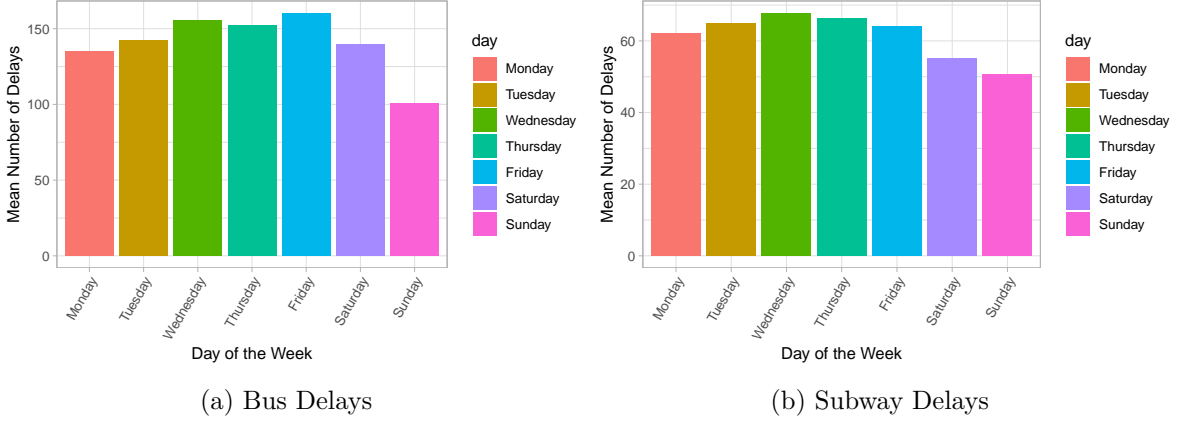 Mean Number of Delays
150
100
50
0
Monday
Tuesday
Wednesday
Thursday
Friday
Saturday
Sunday
Day of the Week
day
Monday
Tuesday
Wednesday
Thursday
Friday
Saturday
Sunday
(a) Bus Delays
Mean Number of Delays
60
40
20
0
Monday
Tuesday
Wednesday
Thursday
Friday
Saturday
Sunday
Day of the Week
day
Monday
Tuesday
Wednesday
Thursday
Friday
Saturday
Sunday
(b) Subway Delays